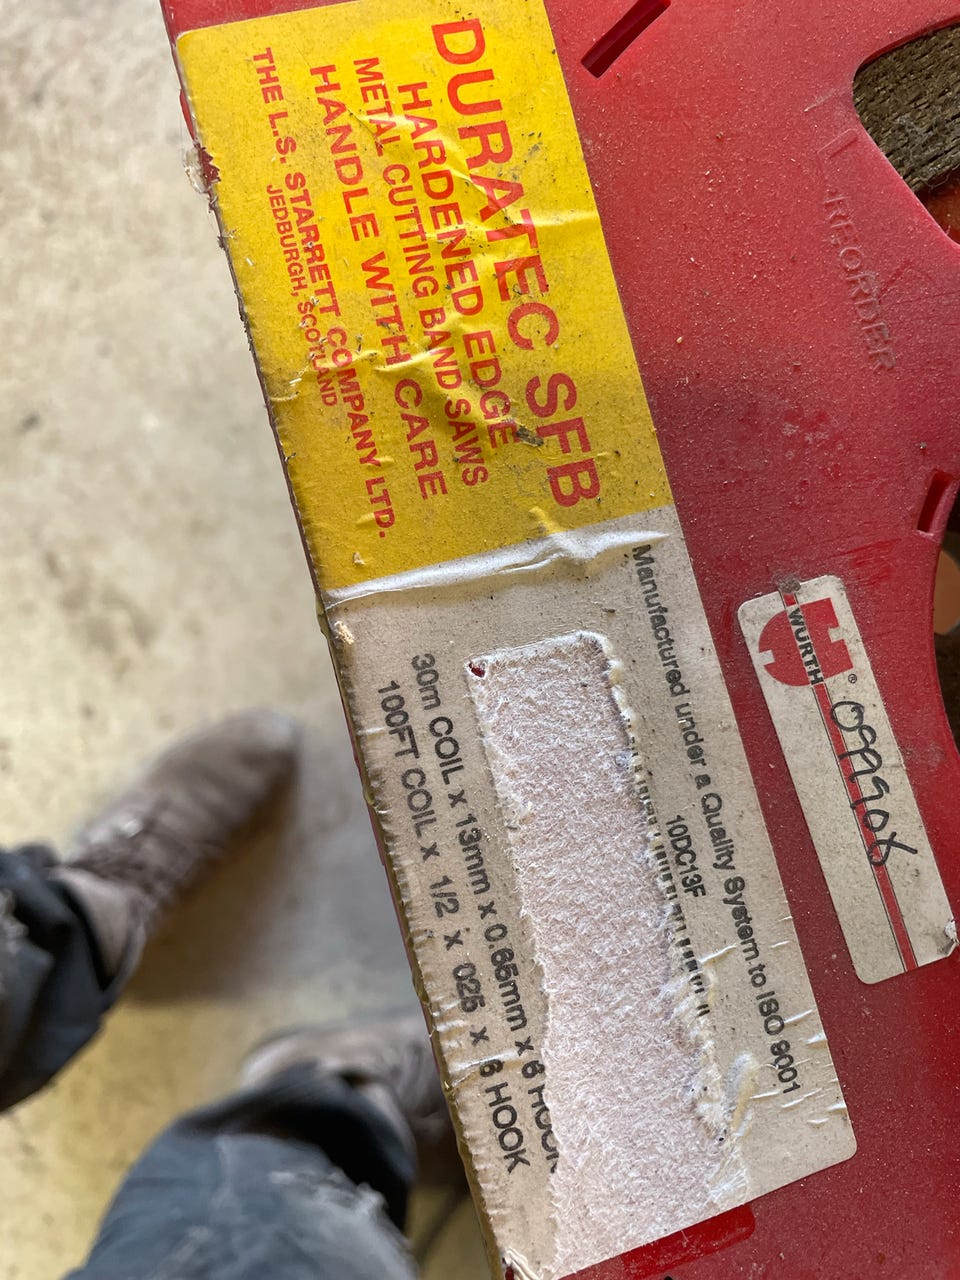 DURATEC SFB
HARDENED EDGE
METAL CUTTING BAND SAWS
HANDLE WITH CARE
THE L.S. STARRETT COMPANY LTD.
JEDBURGH, SCOTLAND
Manufactured under a Quality System to ISO 9001
10DC13F
30m COIL x 13mm x 0.65mm x 6 HOOK
100FT COIL x 1/2 x 025 x 6 HOOK
REORDER
WÜRTH®